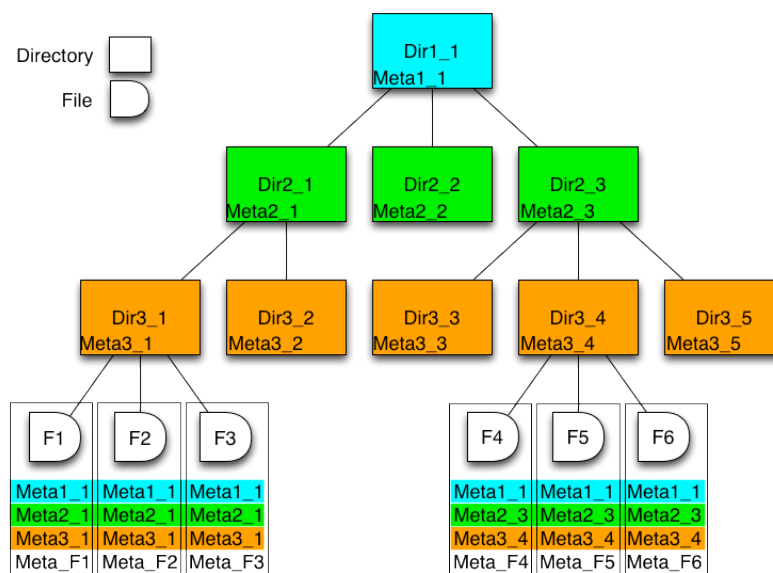 Directory
File
Dir1_1
Meta1_1
Dir2_1
Meta2_1
Dir2_2
Meta2_2
Dir2_3
Meta2_3
Dir3_1
Meta3_1
Dir3_2
Meta3_2
Dir3_3
Meta3_3
Dir3_4
Meta3_4
Dir3_5
Meta3_5
F1
Meta1_1
Meta2_1
Meta3_1
Meta_F1
F2
Meta1_1
Meta2_1
Meta3_1
Meta_F2
F3
Meta1_1
Meta2_1
Meta3_1
Meta_F3
F4
Meta1_1
Meta2_3
Meta3_4
Meta_F4
F5
Meta1_1
Meta2_3
Meta3_4
Meta_F5
F6
Meta1_1
Meta2_3
Meta3_4
Meta_F6